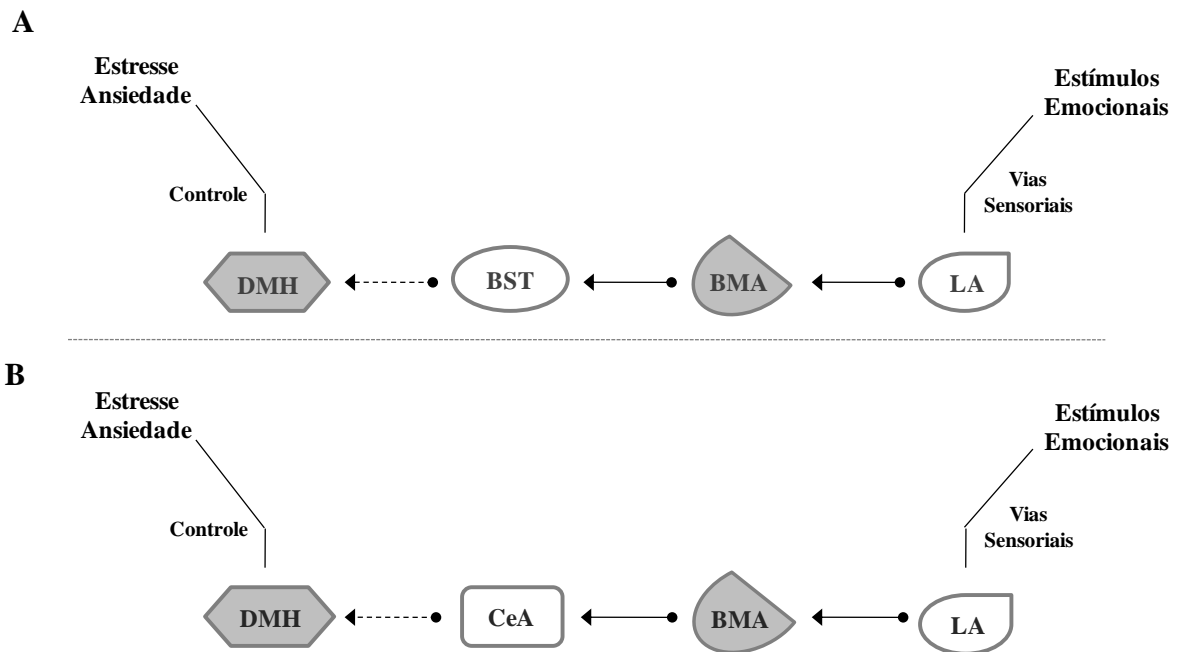 A
Estresse
Ansiedade
Estímulos
Emocionais
Controle
Vias
Sensoriais
DMH
BST
BMA
LA
B
Estresse
Ansiedade
Estímulos
Emocionais
Controle
Vias
Sensoriais
DMH
CeA
BMA
LA